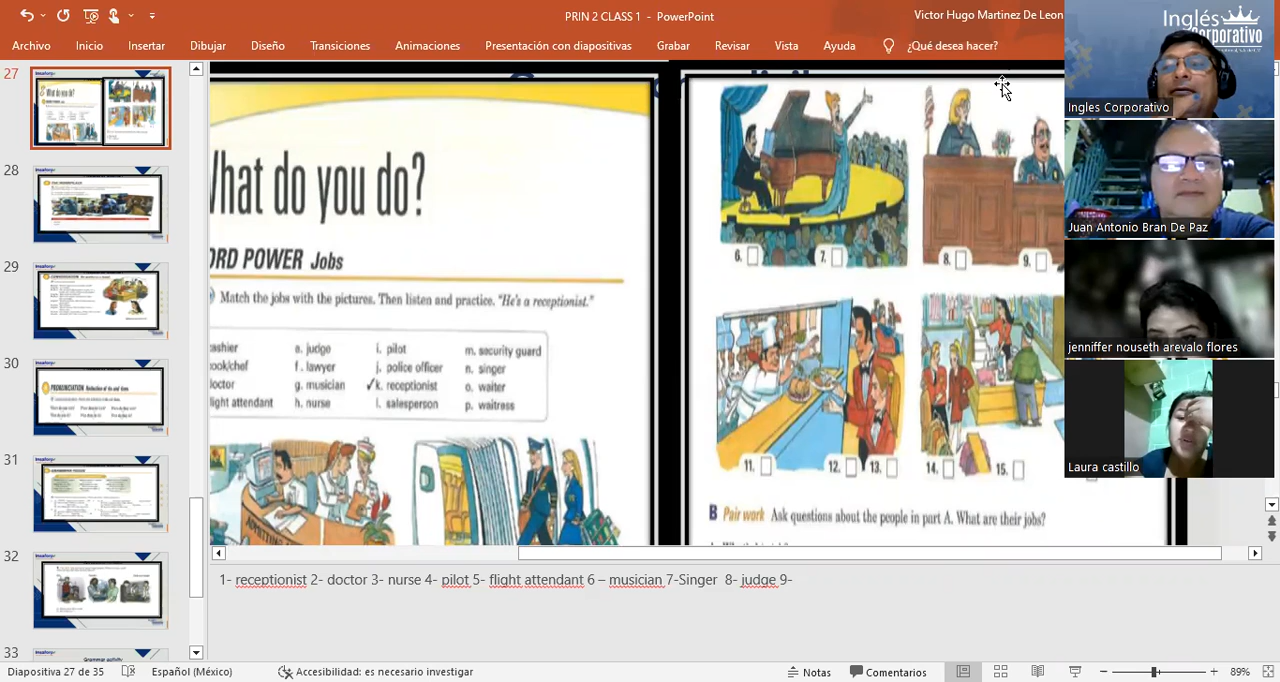 PRIN 2 CLASS 1 - PowerPoint
Victor Hugo Martinez De Leon
Archivo Inicio Insertar Dibujar Diseño Transiciones Animaciones Presentación con diapositivas Grabar Revisar Vista Ayuda ¿Qué desea hacer?
Inglés
Corporativo
Ingles Corporativo
Juan Antonio Bran De Paz
jenniffer nouseth arevalo flores
Laura castillo
27
28
29
30
31
32
33
What do you do?
ORD POWER Jobs
Match the jobs with the pictures. Then listen and practice. "He's a receptionist."
ashier e. judge i. pilot m. security guard
ook/chef f. lawyer j. police officer n. singer
octor g. musician ✓k. receptionist o. waiter
light attendant h. nurse l. salesperson p. waitress
6. 7. 8. 9.
11. 12. 13. 14. 15.
B Pair work Ask questions about the people in part A. What are their jobs?
1- receptionist 2- doctor 3- nurse 4- pilot 5- flight attendant 6 – musician 7-Singer 8- judge 9-
Diapositiva 27 de 35 Español (México) Accesibilidad: es necesario investigar Notas Comentarios 89%